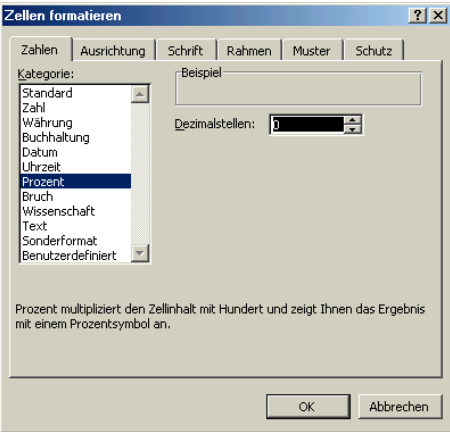 Zellen formatieren
Zahlen Ausrichtung Schrift Rahmen Muster Schutz
Kategorie:
Standard
Zahl
Währung
Buchhaltung
Datum
Uhrzeit
Prozent
Bruch
Wissenschaft
Text
Sonderformat
Benutzerdefiniert
Beispiel
Dezimalstellen: 0
Prozent multipliziert den Zellinhalt mit Hundert und zeigt Ihnen das Ergebnis
mit einem Prozentsymbol an.
OK Abbrechen